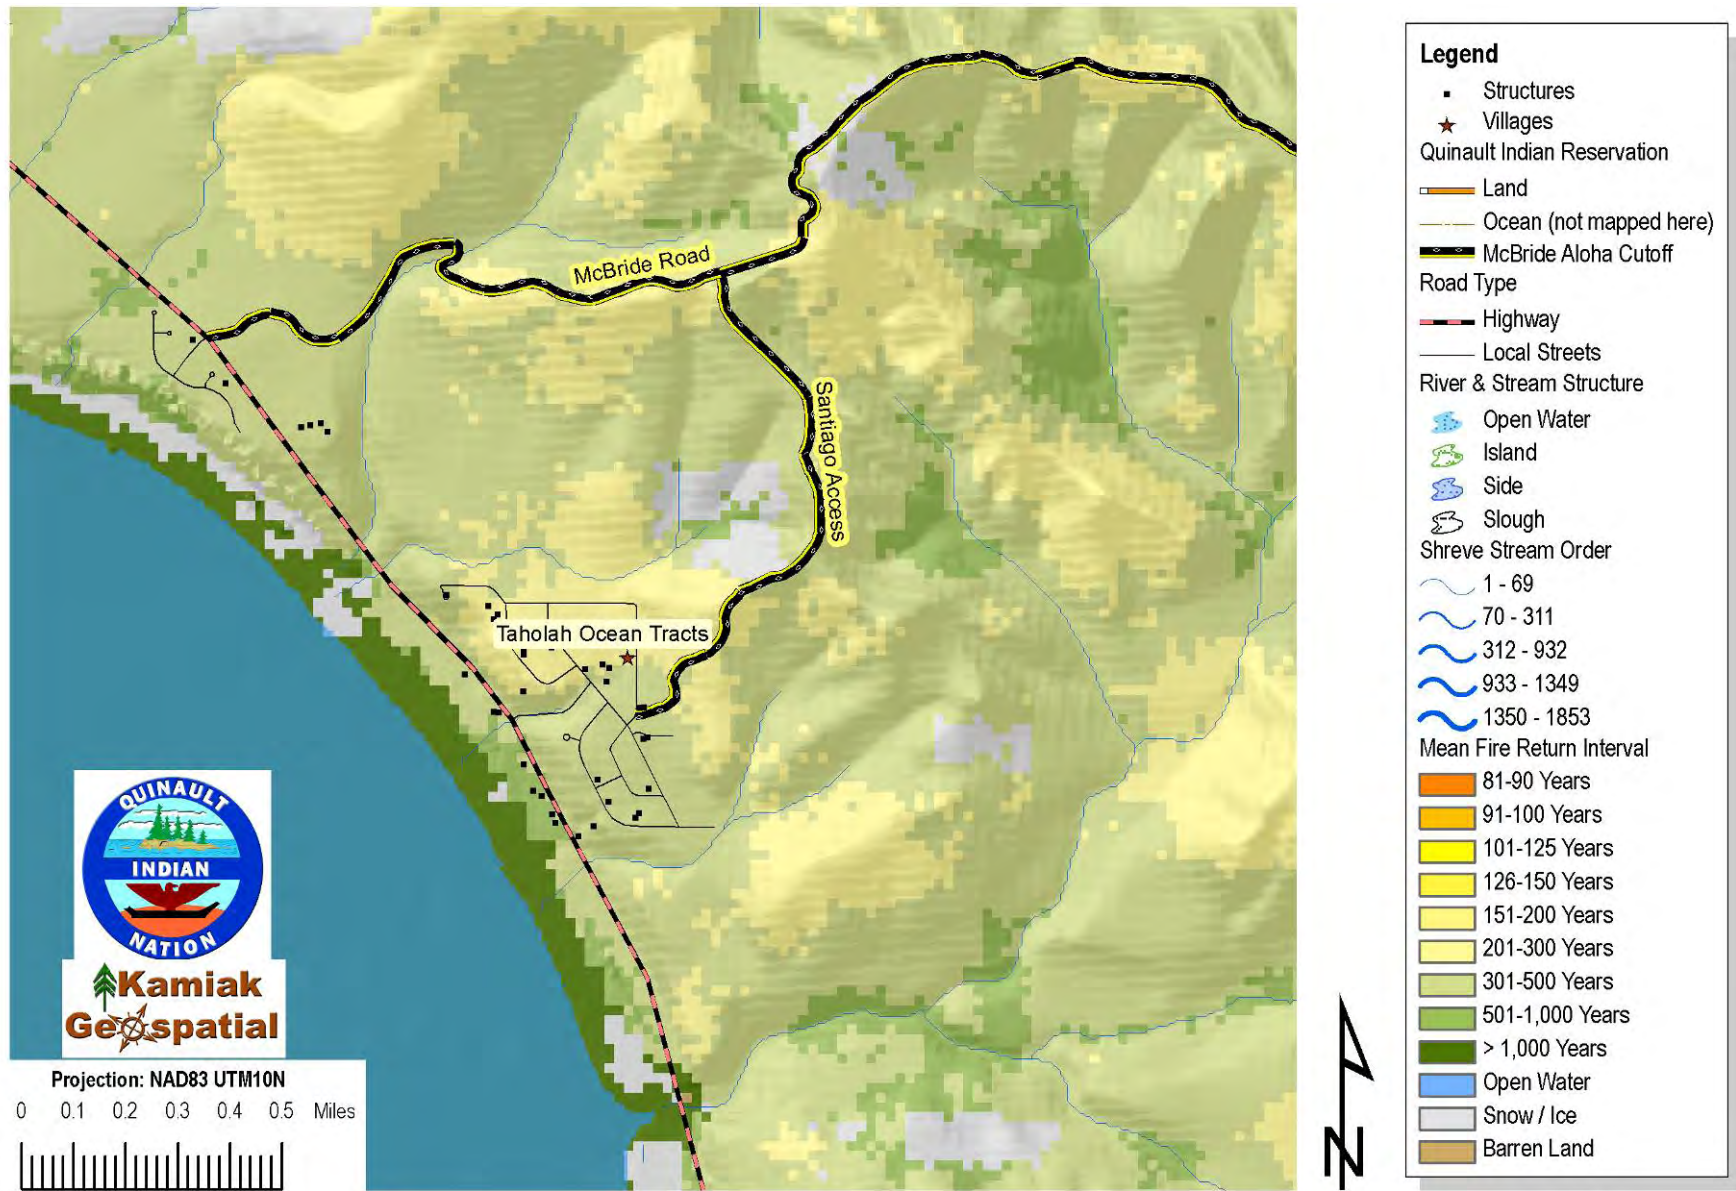 McBride Road
Santiago Access
Taholah Ocean Tracts
QUINAULT
INDIAN
NATION
Kamiak
Geospatial
Projection: NAD83 UTM10N
0 0.1 0.2 0.3 0.4 0.5 Miles
N
Legend
Structures
Villages
Quinault Indian Reservation
Land
Ocean (not mapped here)
McBride Aloha Cutoff
Road Type
Highway
Local Streets
River & Stream Structure
Open Water
Island
Side
Slough
Shreve Stream Order
1 - 69
70 - 311
312 - 932
933 - 1349
1350 - 1853
Mean Fire Return Interval
81-90 Years
91-100 Years
101-125 Years
126-150 Years
151-200 Years
201-300 Years
301-500 Years
501-1,000 Years
> 1,000 Years
Open Water
Snow / Ice
Barren Land